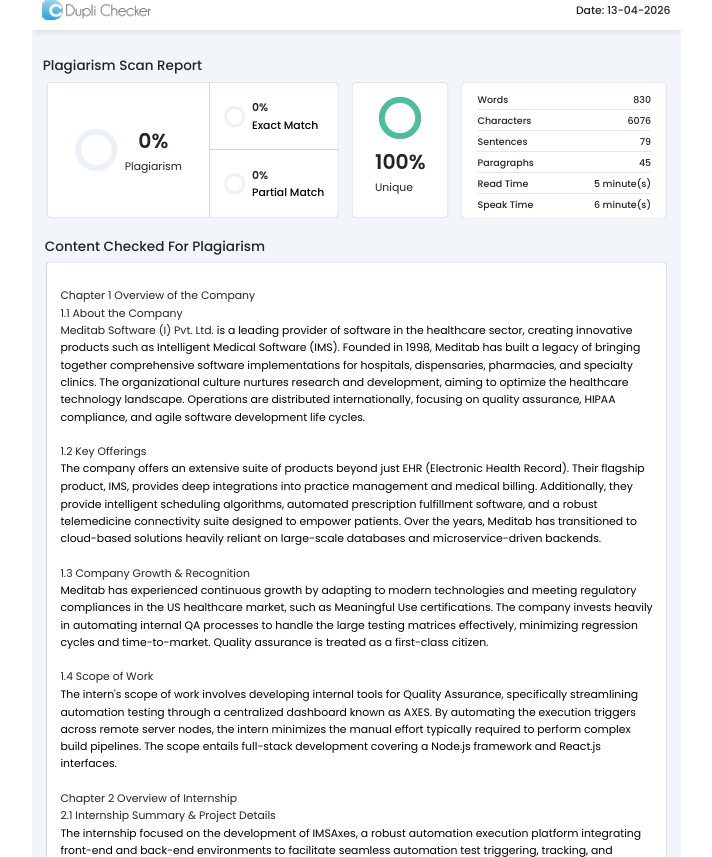 Dupli Checker
Date: 13-04-2026
Plagiarism Scan Report
0%
Plagiarism
0%
Exact Match
0%
Partial Match
100%
Unique
Words 830
Characters 6076
Sentences 79
Paragraphs 45
Read Time 5 minute(s)
Speak Time 6 minute(s)
Content Checked For Plagiarism
Chapter 1 Overview of the Company
1.1 About the Company
Meditab Software (I) Pvt. Ltd. is a leading provider of software in the healthcare sector, creating innovative
products such as Intelligent Medical Software (IMS). Founded in 1998, Meditab has built a legacy of bringing
together comprehensive software implementations for hospitals, dispensaries, pharmacies, and specialty
clinics. The organizational culture nurtures research and development, aiming to optimize the healthcare
technology landscape. Operations are distributed internationally, focusing on quality assurance, HIPAA
compliance, and agile software development life cycles.
1.2 Key Offerings
The company offers an extensive suite of products beyond just EHR (Electronic Health Record). Their flagship
product, IMS, provides deep integrations into practice management and medical billing. Additionally, they
provide intelligent scheduling algorithms, automated prescription fulfillment software, and a robust
telemedicine connectivity suite designed to empower patients. Over the years, Meditab has transitioned to
cloud-based solutions heavily reliant on large-scale databases and microservice-driven backends.
1.3 Company Growth & Recognition
Meditab has experienced continuous growth by adapting to modern technologies and meeting regulatory
compliances in the US healthcare market, such as Meaningful Use certifications. The company invests heavily
in automating internal QA processes to handle the large testing matrices effectively, minimizing regression
cycles and time-to-market. Quality assurance is treated as a first-class citizen.
1.4 Scope of Work
The intern's scope of work involves developing internal tools for Quality Assurance, specifically streamlining
automation testing through a centralized dashboard known as AXES. By automating the execution triggers
across remote server nodes, the intern minimizes the manual effort typically required to perform complex
build pipelines. The scope entails full-stack development covering a Node.js framework and React.js
interfaces.
Chapter 2 Overview of Internship
2.1 Internship Summary & Project Details
The internship focused on the development of IMSAxes, a robust automation execution platform integrating
front-end and back-end environments to facilitate seamless automation test triggering, tracking, and